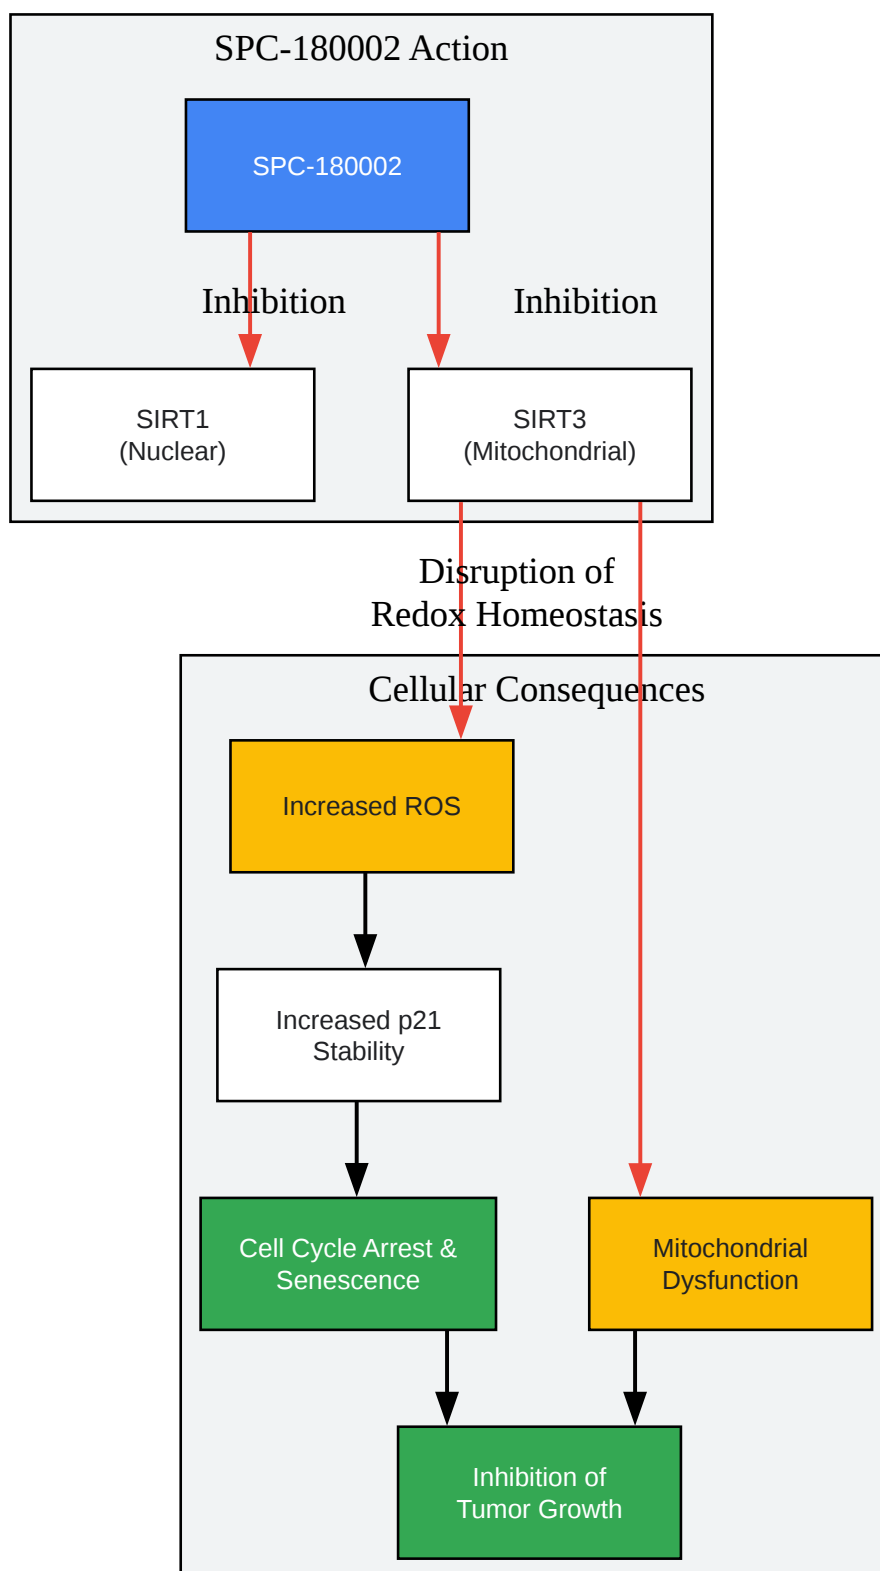 SPC-180002 Action
SPC-180002
Inhibition
Inhibition
SIRT1
(Nuclear)
SIRT3
(Mitochondrial)
Disruption of
Redox Homeostasis
Cellular Consequences
Increased ROS
Increased p21
Stability
Cell Cycle Arrest &
Senescence
Mitochondrial
Dysfunction
Inhibition of
Tumor Growth